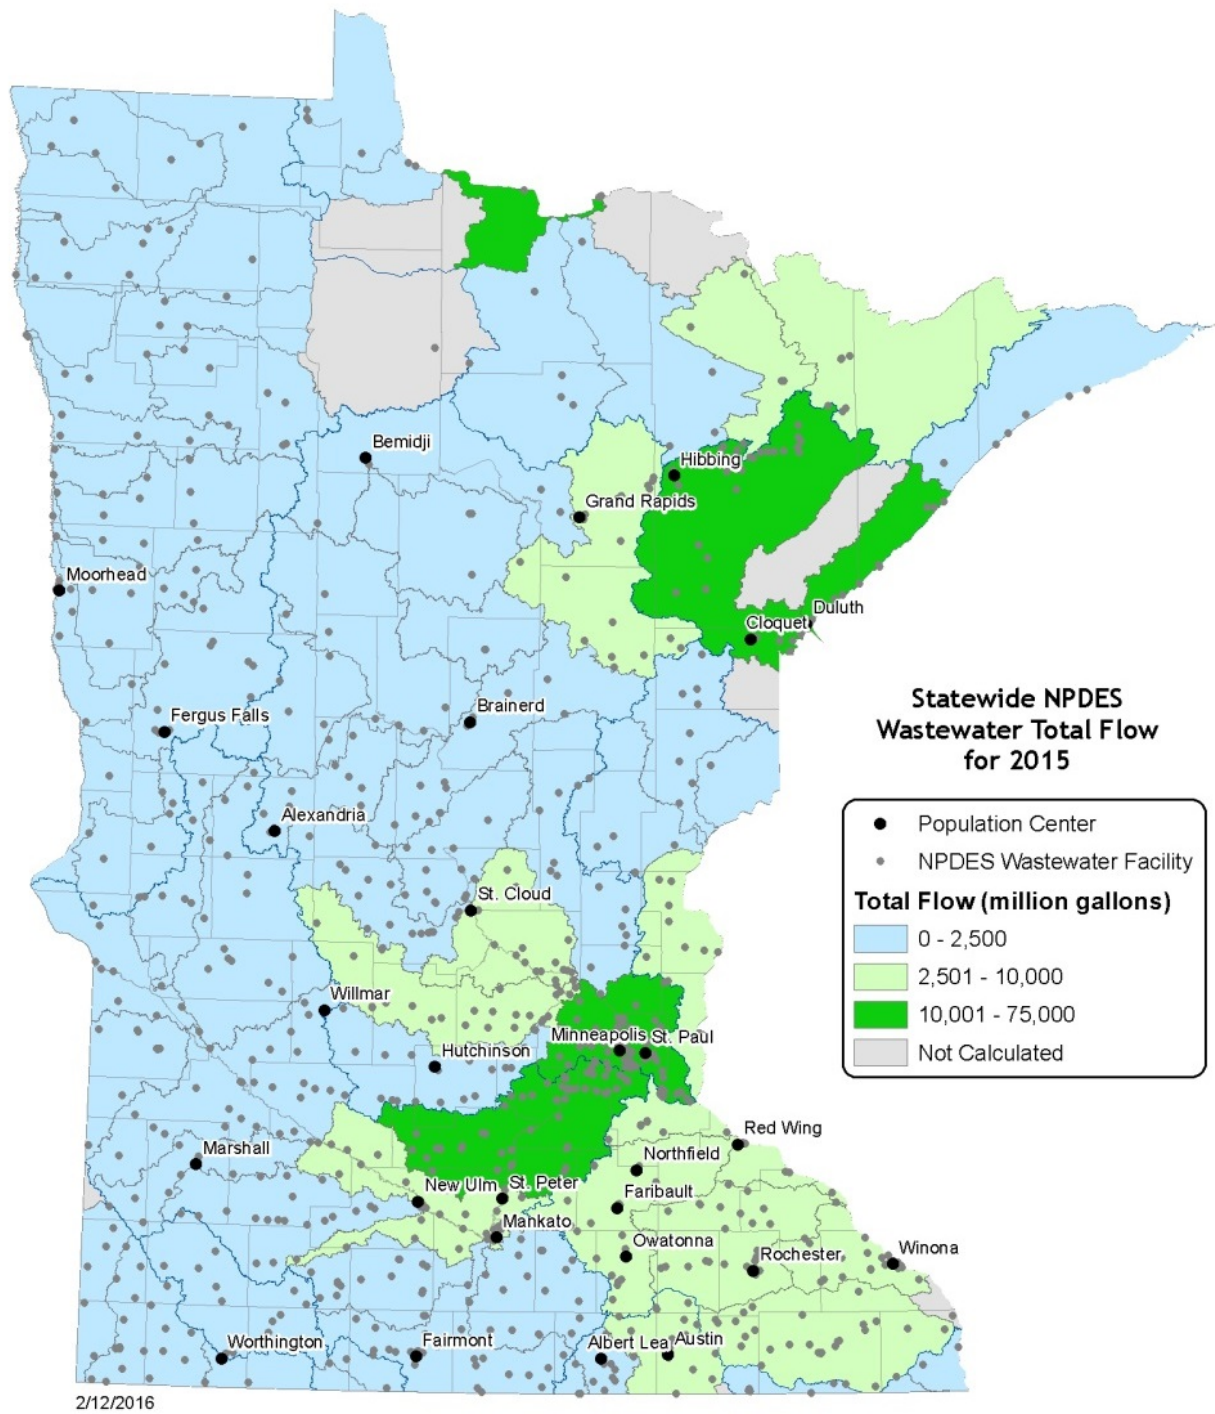 Bemidji
Hibbing
Grand Rapids
Moorhead
Duluth
Cloquet
Fergus Falls
Brainerd
Statewide NPDES
Wastewater Total Flow
for 2015
Population Center
NPDES Wastewater Facility
Total Flow (million gallons)
0 - 2,500
2,501 - 10,000
10,001 - 75,000
Not Calculated
Alexandria
St. Cloud
Willmar
Minneapolis
St. Paul
Hutchinson
Red Wing
Marshall
Northfield
New Ulm
St. Peter
Faribault
Mankato
Owatonna
Rochester
Winona
Worthington
Fairmont
Albert Lea
Austin
2/12/2016